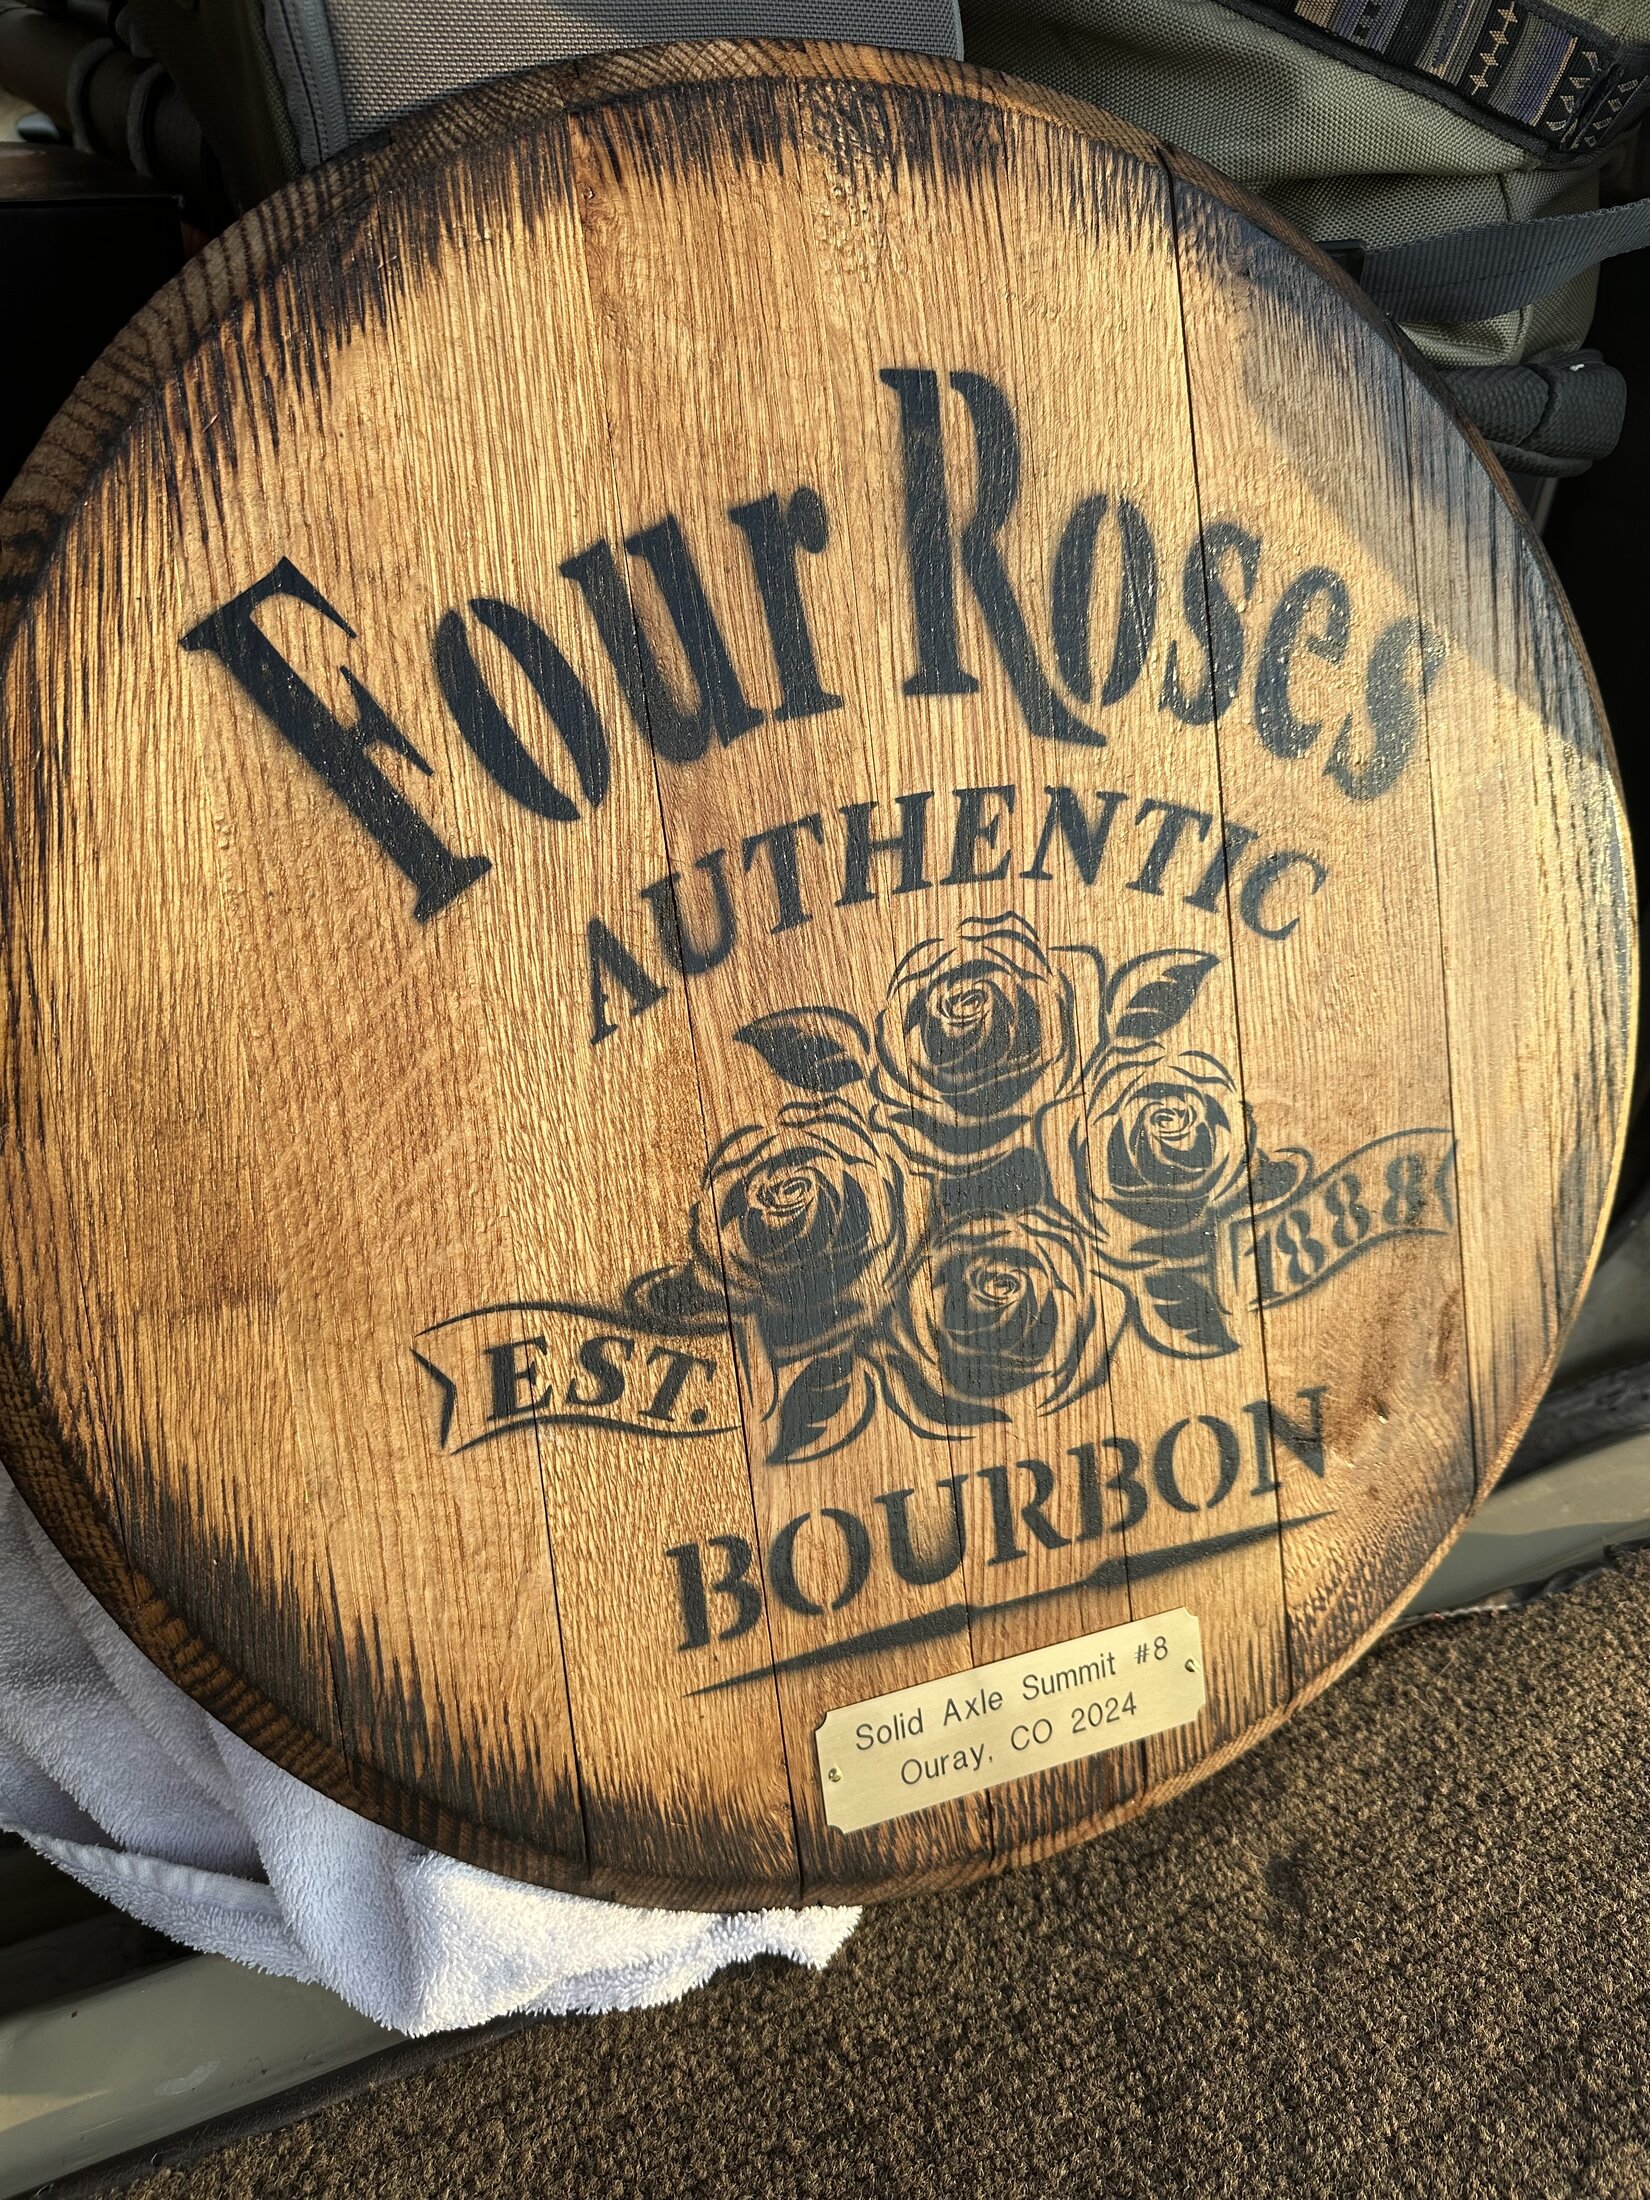 Four Roses
AUTHENTIC
EST. 1888
BOURBON
Solid Axle Summit #8
Ouray, CO 2024